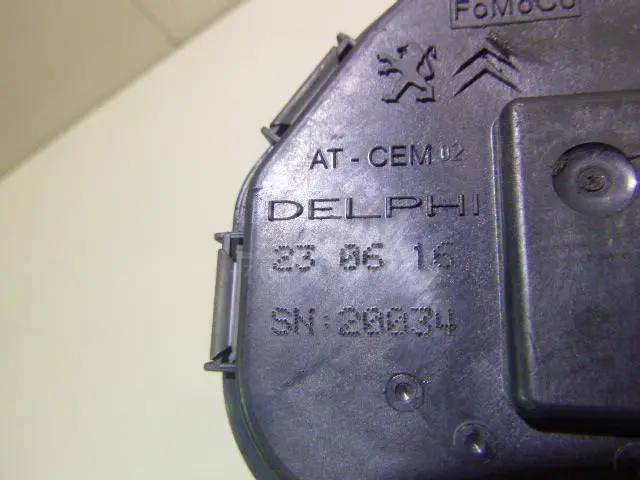 FoMoCo
AT - CEM 02
DELPHI
23 06 16
SN:20034